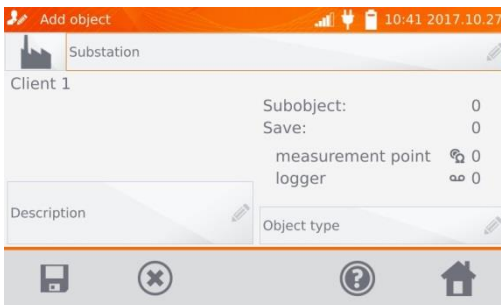 Add object 10:41 2017.10.27
Substation
Client 1
Subobject: 0
Save: 0
measurement point 0
logger 0
Description
Object type